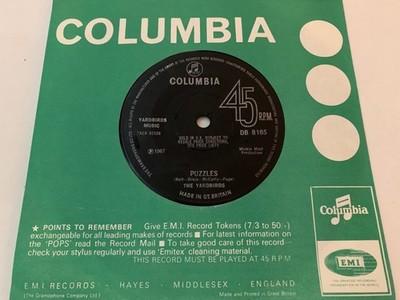 COLUMBIA
COLUMBIA
45 RPM
YARDBIRDS
MUSIC
SOLD IN U.K. SUBJECT TO
RESALE PRICE CONDITIONS,
SEE PRICE LISTS
DB 8165
Ⓟ 1967
Mickie Most
Production
PUZZLES
THE YARDBIRDS
MADE IN GT. BRITAIN
★ POINTS TO REMEMBER Give E.M.I. Record Tokens (7/3 to 50/-)
exchangeable for all leading makes of records ■ For latest information on
the 'POPS' read the Record Mail ■ To take good care of this record—
check your stylus regularly and use 'Emitex' cleaning material.
THIS RECORD MUST BE PLAYED AT 45 R P M
E.M.I. RECORDS - HAYES - MIDDLESEX - ENGLAND
(The Gramophone Company Ltd.)
Made and Printed in Great Britain
Columbia
EMI